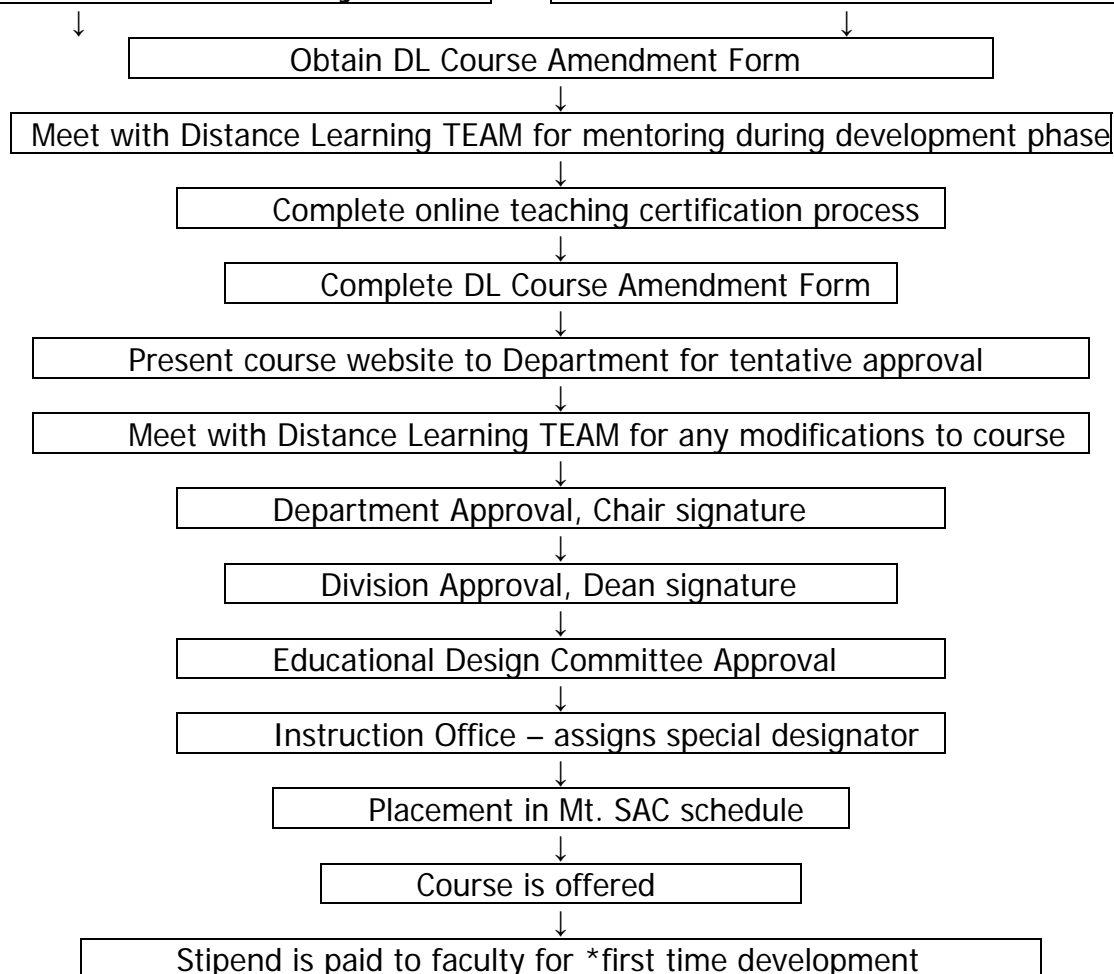 ↓ ↓
Obtain DL Course Amendment Form
↓
Meet with Distance Learning TEAM for mentoring during development phase
↓
Complete online teaching certification process
↓
Complete DL Course Amendment Form
↓
Present course website to Department for tentative approval
↓
Meet with Distance Learning TEAM for any modifications to course
↓
Department Approval, Chair signature
↓
Division Approval, Dean signature
↓
Educational Design Committee Approval
↓
Instruction Office – assigns special designator
↓
Placement in Mt. SAC schedule
↓
Course is offered
↓
Stipend is paid to faculty for *first time development